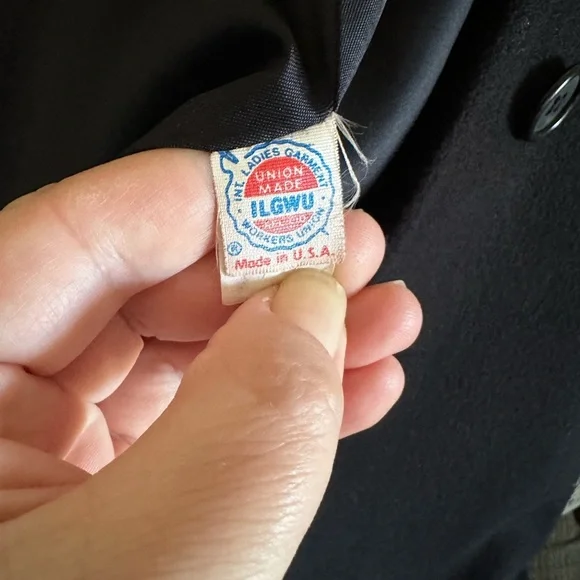 INT. LADIES GARMENT
UNION
MADE
ILGWU
WORKERS UNION
®
Made in U.S.A.